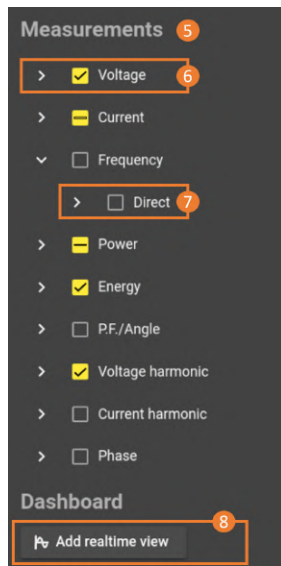 Measurements 5
Voltage 6
Current
Frequency
Direct 7
Power
Energy
P.F./Angle
Voltage harmonic
Current harmonic
Phase
Dashboard
8
Add realtime view